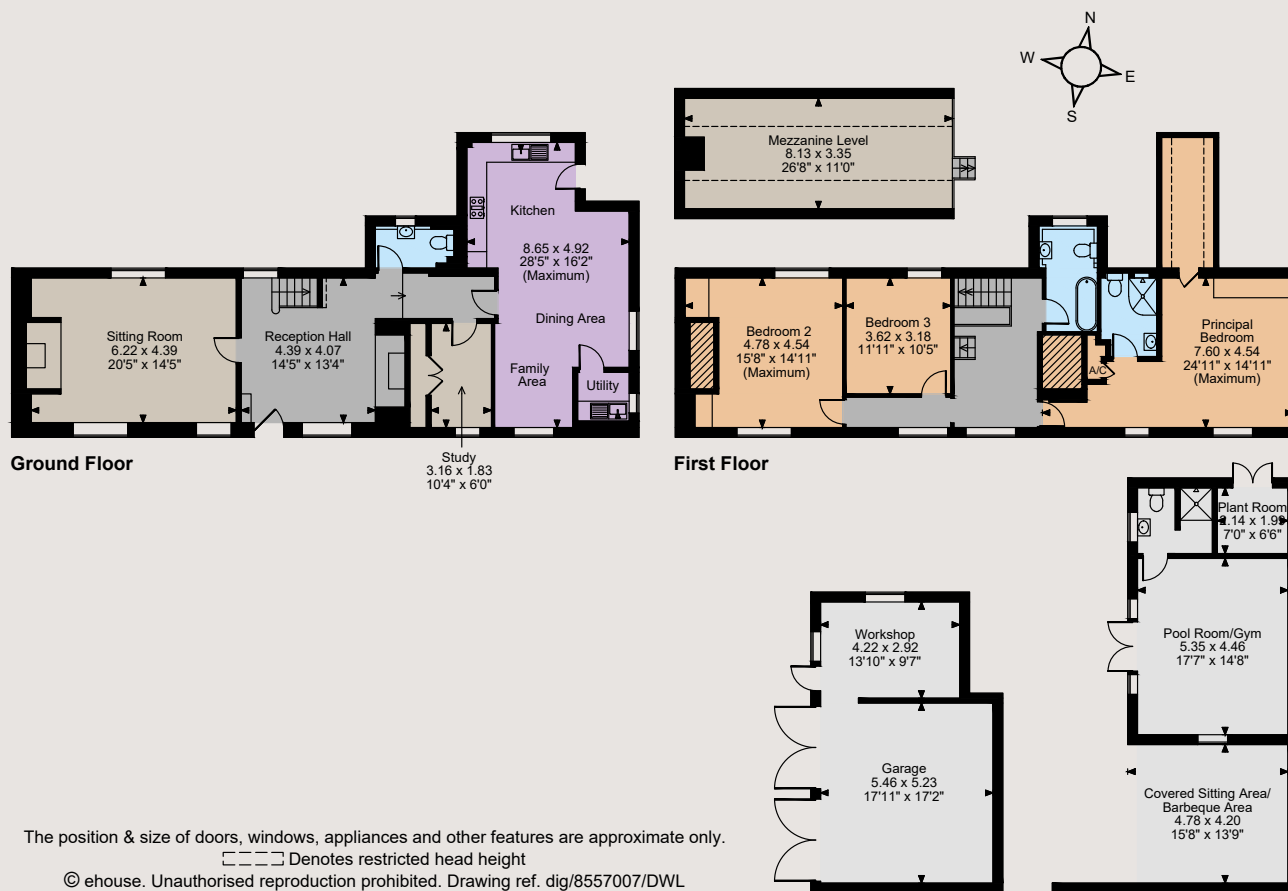 N
W
E
S
Mezzanine Level
8.13 x 3.35
26'8" x 11'0"
Kitchen
8.65 x 4.92
28'5" x 16'2"
(Maximum)
Dining Area
Family
Area
Utility
Sitting Room
6.22 x 4.39
20'5" x 14'5"
Reception Hall
4.39 x 4.07
14'5" x 13'4"
Study
3.16 x 1.83
10'4" x 6'0"
Ground Floor
Bedroom 2
4.78 x 4.54
15'8" x 14'11"
(Maximum)
Bedroom 3
3.62 x 3.18
11'11" x 10'5"
A/C
Principal
Bedroom
7.60 x 4.54
24'11" x 14'11"
(Maximum)
First Floor
Plant Room
2.14 x 1.99
7'0" x 6'6"
Workshop
4.22 x 2.92
13'10" x 9'7"
Pool Room/Gym
5.35 x 4.46
17'7" x 14'8"
Garage
5.46 x 5.23
17'11" x 17'2"
Covered Sitting Area/
Barbeque Area
4.78 x 4.20
15'8" x 13'9"
The position & size of doors, windows, appliances and other features are approximate only.
Denotes restricted head height
© ehouse. Unauthorised reproduction prohibited. Drawing ref. dig/8557007/DWL